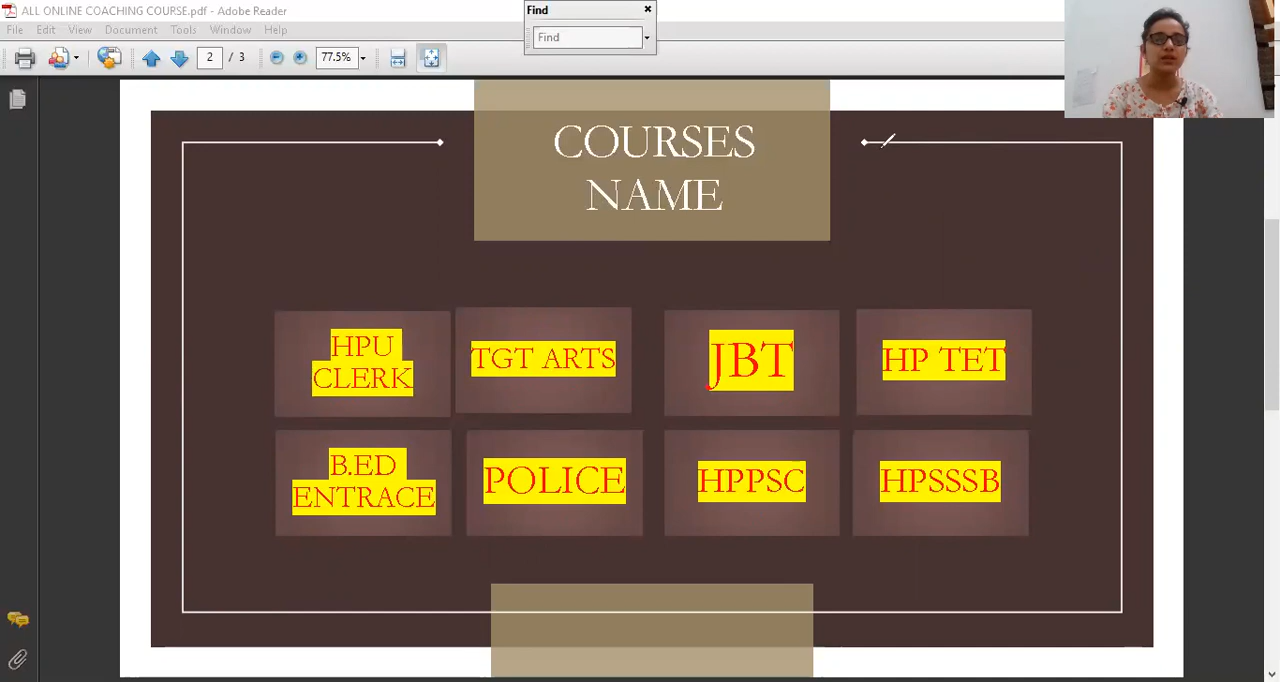 ALL ONLINE COACHING COURSE.pdf - Adobe Reader
Find
File Edit View Document Tools Window Help
Find
2 / 3 77.5%
COURSES
NAME
HPU
CLERK
TGT ARTS
JBT
HP TET
B.ED
ENTRACE
POLICE
HPPSC
HPSSSB